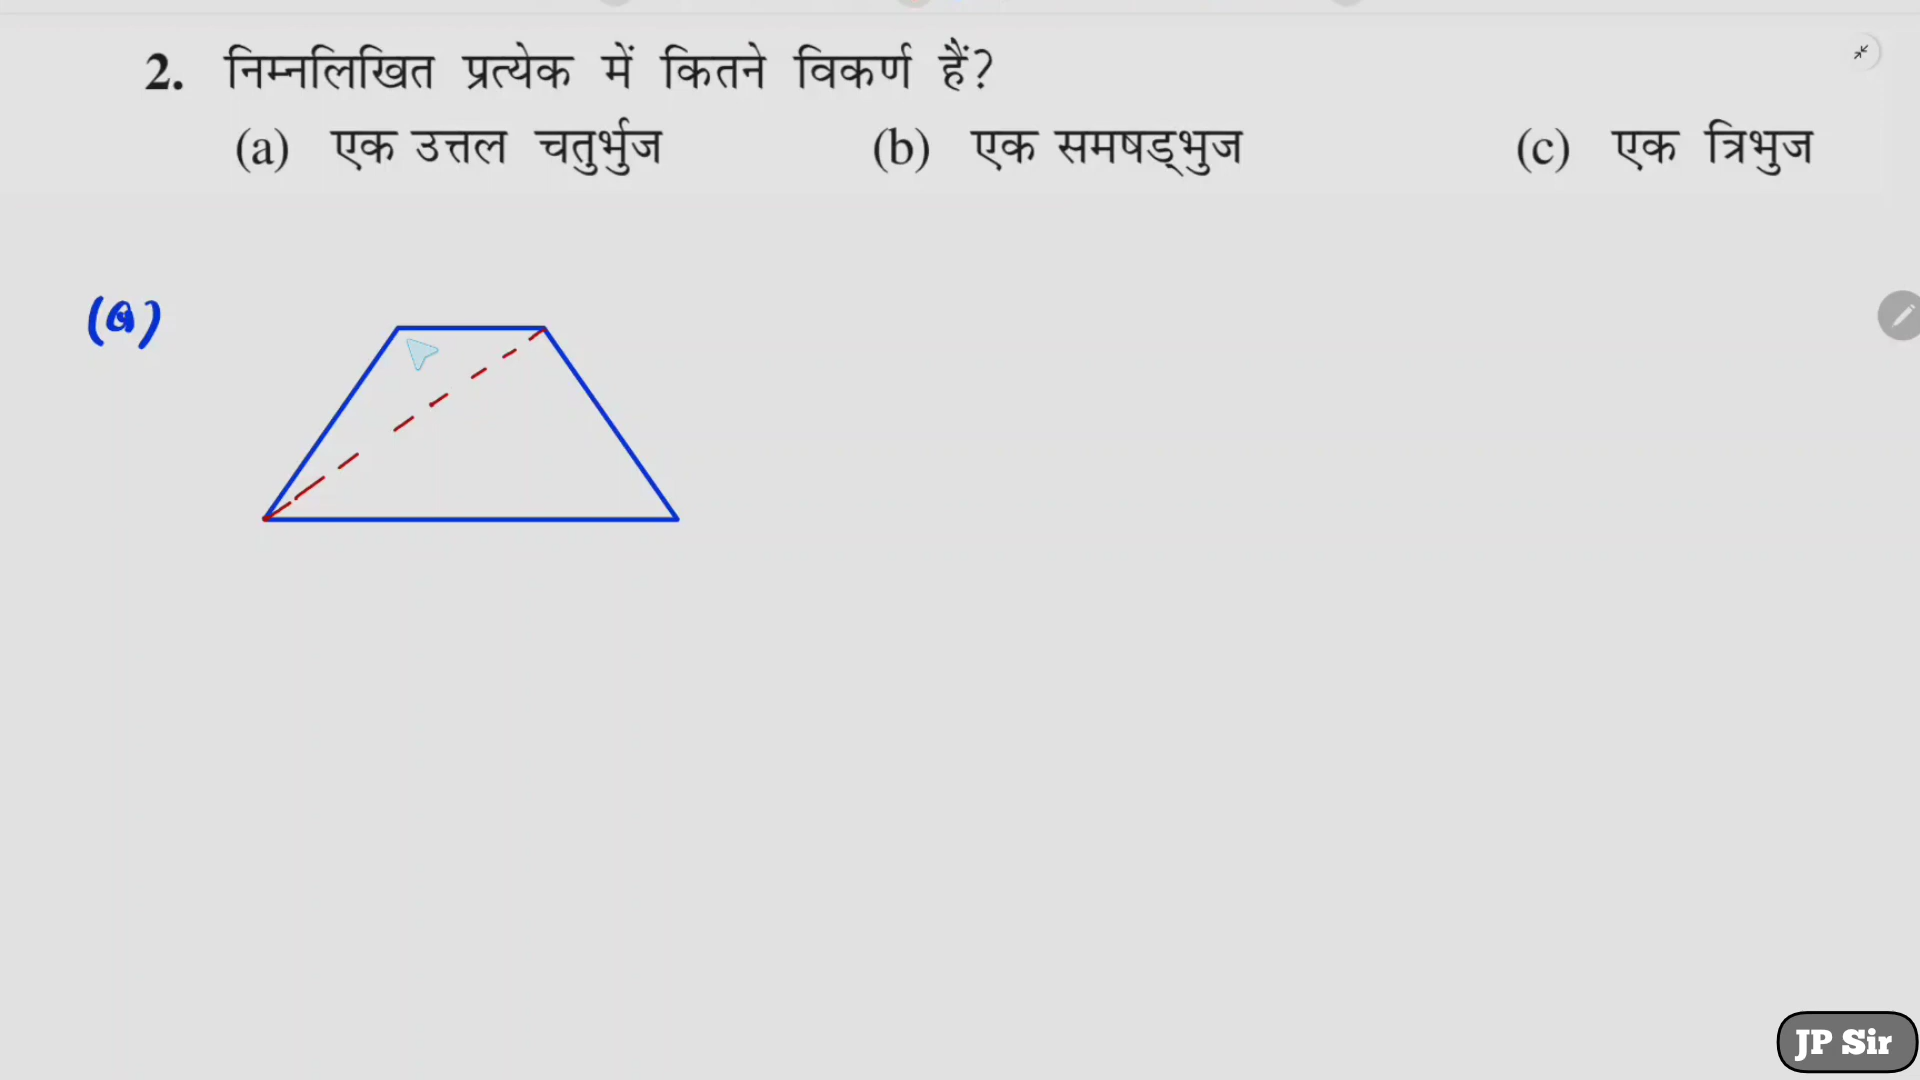 2. निम्नलिखित प्रत्येक में कितने विकर्ण हैं?
(a) एक उत्तल चतुर्भुज (b) एक समषड्भुज (c) एक त्रिभुज
(a)
JP Sir